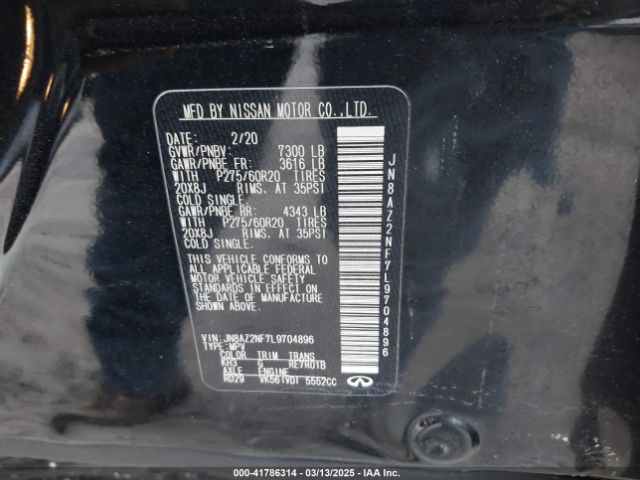 MFD BY NISSAN MOTOR CO.,LTD.
DATE: 2/20
GVWR/PNBV: 7300 LB
GAWR/PNBE FR: 3616 LB
WITH P275/60R20 TIRES
20X8J RIMS. AT 35PSI
COLD SINGLE.
GAWR/PNBE RR: 4343 LB
WITH P275/60R20 TIRES
20X8J RIMS. AT 35PSI
COLD SINGLE.
THIS VEHICLE CONFORMS TO
ALL APPLICABLE FEDERAL
MOTOR VEHICLE SAFETY
STANDARDS IN EFFECT ON
THE DATE OF MANUFACTURE
SHOWN ABOVE.
VIN: JN8AZ2NF7L9704896
TYPE: MPV
COLOR TRIM TRANS
KH3 G RE7R01B
AXLE ENGINE
RD29 VK56(VD) 5552CC
JN8AZ2NF7L9704896
INFINITI
000-41786314 - 03/13/2025 - IAA Inc.